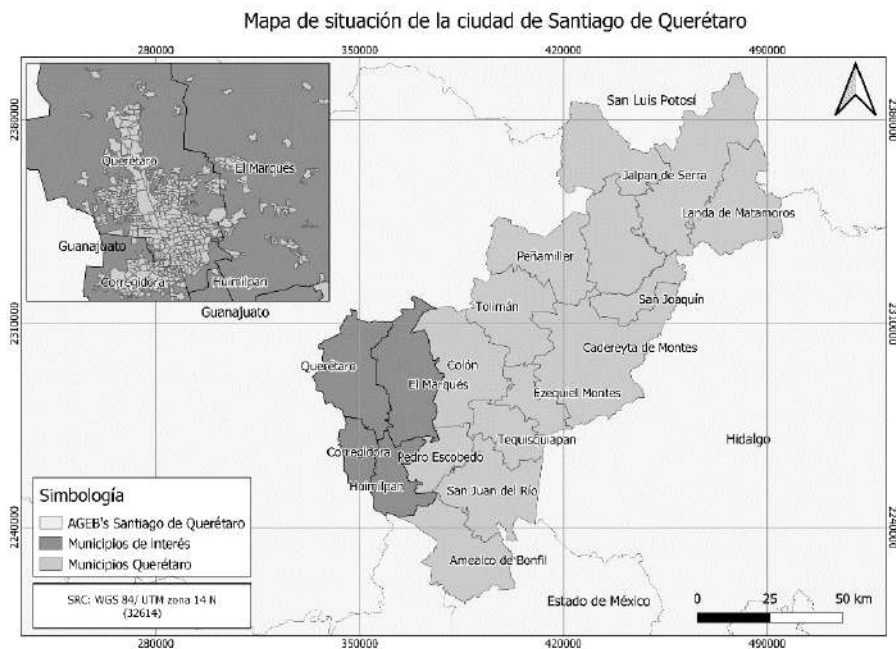 Mapa de situación de la ciudad de Santiago de Querétaro
280000
350000
420000
490000
2380000
2380000
San Luis Potosí
Querétaro
El Marqués
Jalpan de Serra
Landa de Matamoros
Guanajuato
Peñamiller
Corregidora
Huimilpan
San Joaquín
Tolimán
Guanajuato
2310000
2310000
Cadereyta de Montes
Querétaro
Colón
El Marqués
Ezequiel Montes
Tequisquiapan
Hidalgo
Corregidora
Pedro Escobedo
Huimilpan
San Juan del Río
Simbología
AGEB's Santiago de Querétaro
Municipios de interés
Municipios Querétaro
2240000
2240000
Amealco de Bonfil
SRC: WGS 84/ UTM zona 14 N
(32614)
Estado de México
0 25 50 km
280000
350000
420000
490000